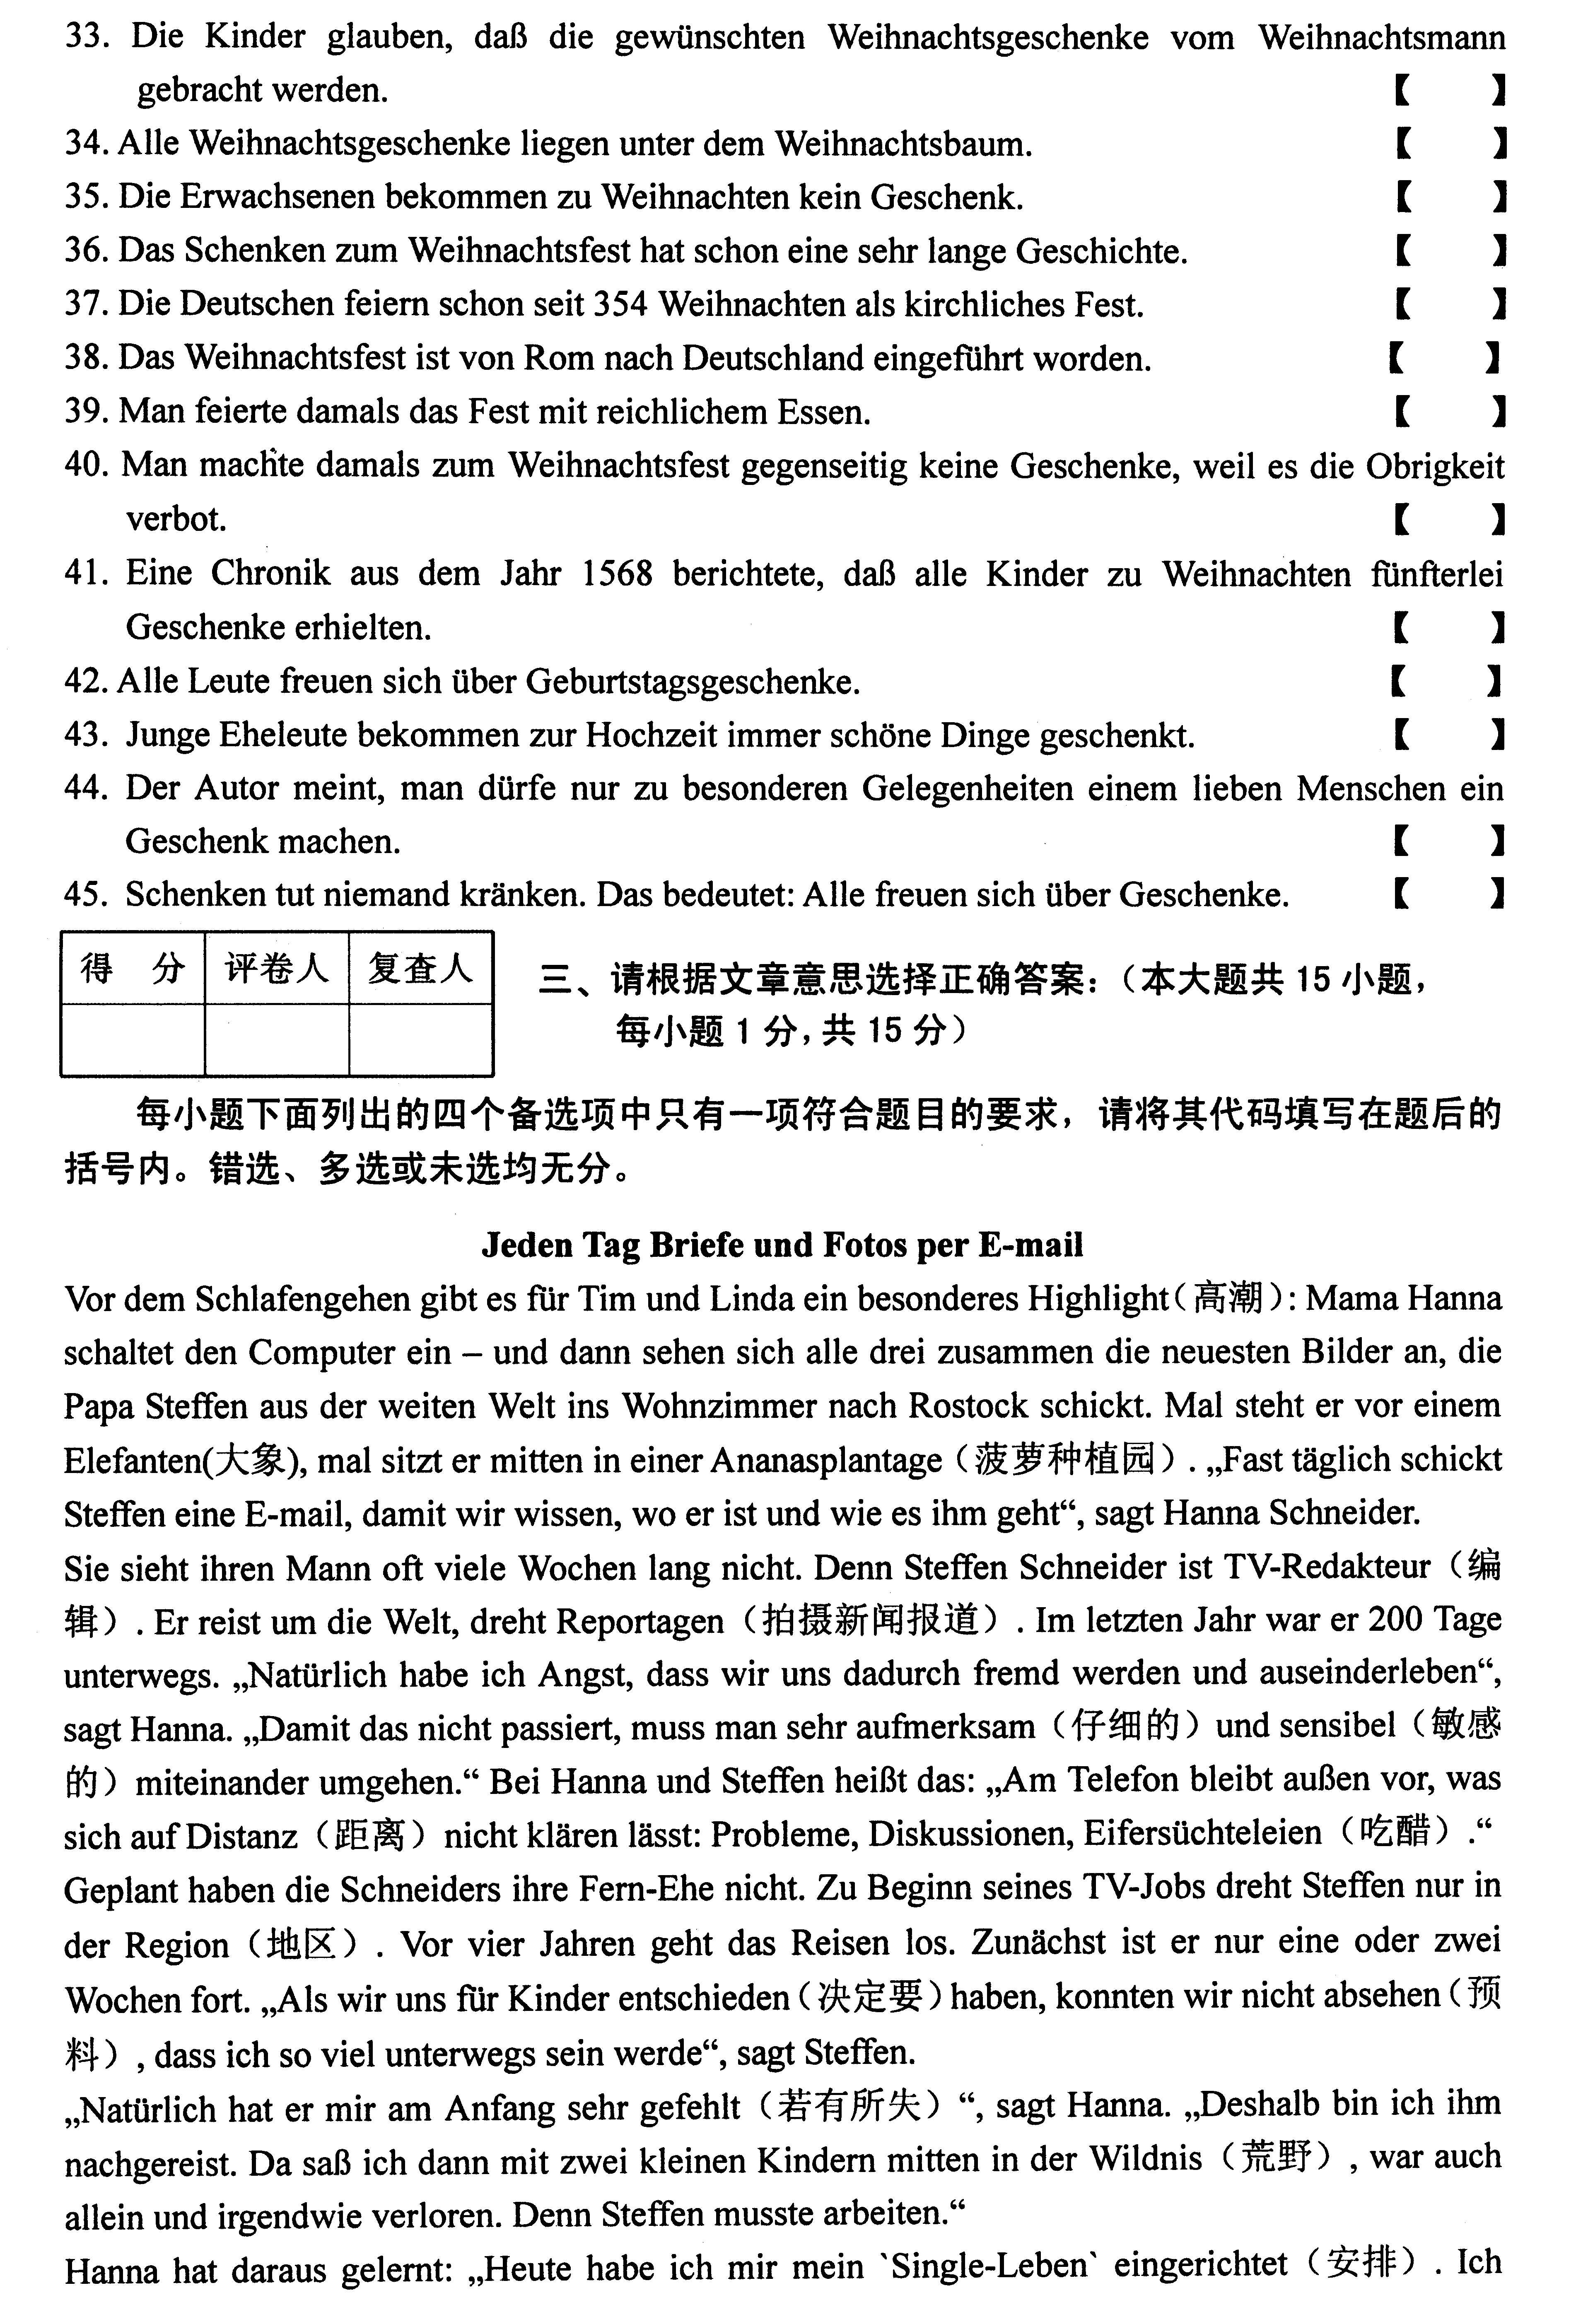 33. Die Kinder glauben, daß die gewünschten Weihnachtsgeschenke vom Weihnachtsmann
gebracht werden. 【 】
34. Alle Weihnachtsgeschenke liegen unter dem Weihnachtsbaum. 【 】
35. Die Erwachsenen bekommen zu Weihnachten kein Geschenk. 【 】
36. Das Schenken zum Weihnachtsfest hat schon eine sehr lange Geschichte. 【 】
37. Die Deutschen feiern schon seit 354 Weihnachten als kirchliches Fest. 【 】
38. Das Weihnachtsfest ist von Rom nach Deutschland eingeführt worden. 【 】
39. Man feierte damals das Fest mit reichlichem Essen. 【 】
40. Man machte damals zum Weihnachtsfest gegenseitig keine Geschenke, weil es die Obrigkeit
verbot. 【 】
41. Eine Chronik aus dem Jahr 1568 berichtete, daß alle Kinder zu Weihnachten fünfterlei
Geschenke erhielten. 【 】
42. Alle Leute freuen sich über Geburtstagsgeschenke. 【 】
43. Junge Eheleute bekommen zur Hochzeit immer schöne Dinge geschenkt. 【 】
44. Der Autor meint, man dürfe nur zu besonderen Gelegenheiten einem lieben Menschen ein
Geschenk machen. 【 】
45. Schenken tut niemand kränken. Das bedeutet: Alle freuen sich über Geschenke. 【 】
得 分 评卷人 复查人
三、请根据文章意思选择正确答案:（本大题共 15 小题，
每小题 1 分, 共 15 分）
每小题下面列出的四个备选项中只有一项符合题目的要求，请将其代码填写在题后的
括号内。错选、多选或未选均无分。
Jeden Tag Briefe und Fotos per E-mail
Vor dem Schlafengehen gibt es für Tim und Linda ein besonderes Highlight（高潮）: Mama Hanna
schaltet den Computer ein – und dann sehen sich alle drei zusammen die neuesten Bilder an, die
Papa Steffen aus der weiten Welt ins Wohnzimmer nach Rostock schickt. Mal steht er vor einem
Elefanten(大象), mal sitzt er mitten in einer Ananasplantage（菠萝种植园）. „Fast täglich schickt
Steffen eine E-mail, damit wir wissen, wo er ist und wie es ihm geht“, sagt Hanna Schneider.
Sie sieht ihren Mann oft viele Wochen lang nicht. Denn Steffen Schneider ist TV-Redakteur（编
辑）. Er reist um die Welt, dreht Reportagen（拍摄新闻报道）. Im letzten Jahr war er 200 Tage
unterwegs. „Natürlich habe ich Angst, dass wir uns dadurch fremd werden und auseinderleben“,
sagt Hanna. „Damit das nicht passiert, muss man sehr aufmerksam（仔细的）und sensibel（敏感
的）miteinander umgehen.“ Bei Hanna und Steffen heißt das: „Am Telefon bleibt außen vor, was
sich auf Distanz（距离）nicht klären lässt: Probleme, Diskussionen, Eifersüchteleien（吃醋）.“
Geplant haben die Schneiders ihre Fern-Ehe nicht. Zu Beginn seines TV-Jobs dreht Steffen nur in
der Region（地区）. Vor vier Jahren geht das Reisen los. Zunächst ist er nur eine oder zwei
Wochen fort. „Als wir uns für Kinder entschieden（决定要）haben, konnten wir nicht absehen（预
料）, dass ich so viel unterwegs sein werde“, sagt Steffen.
„Natürlich hat er mir am Anfang sehr gefehlt（若有所失）“, sagt Hanna. „Deshalb bin ich ihm
nachgereist. Da saß ich dann mit zwei kleinen Kindern mitten in der Wildnis（荒野）, war auch
allein und irgendwie verloren. Denn Steffen musste arbeiten.“
Hanna hat daraus gelernt: „Heute habe ich mir mein `Single-Leben` eingerichtet（安排）. Ich